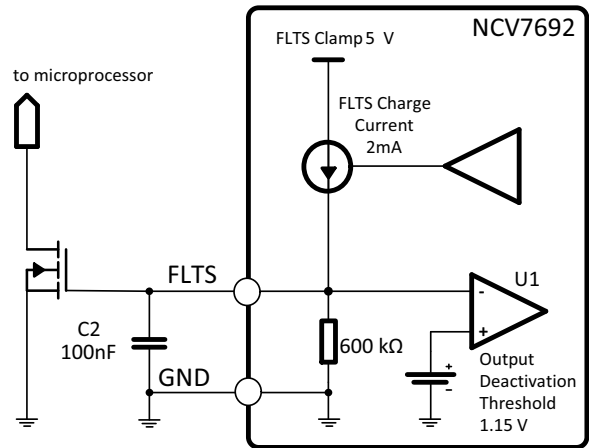 NCV7692
FLTS Clamp 5 V
to microprocessor
FLTS Charge
Current
2mA
FLTS
U1
-
+
C2
100nF
600 kΩ
GND
+
-
Output
Deactivation
Threshold
1.15 V